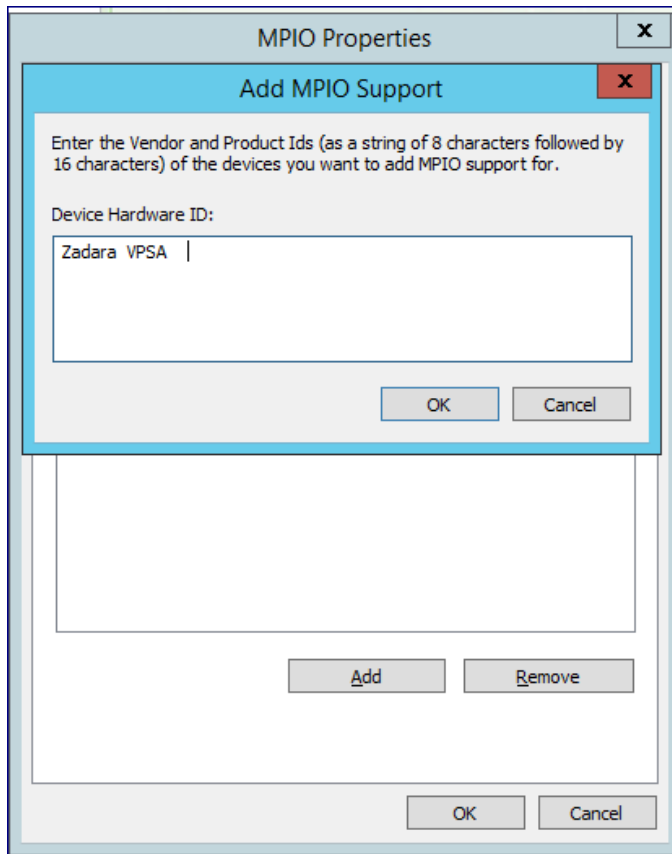 MPIO Properties
x
Add MPIO Support
x
Enter the Vendor and Product Ids (as a string of 8 characters followed by
16 characters) of the devices you want to add MPIO support for.
Device Hardware ID:
Zadara VPSA
OK Cancel
Add Remove
OK Cancel